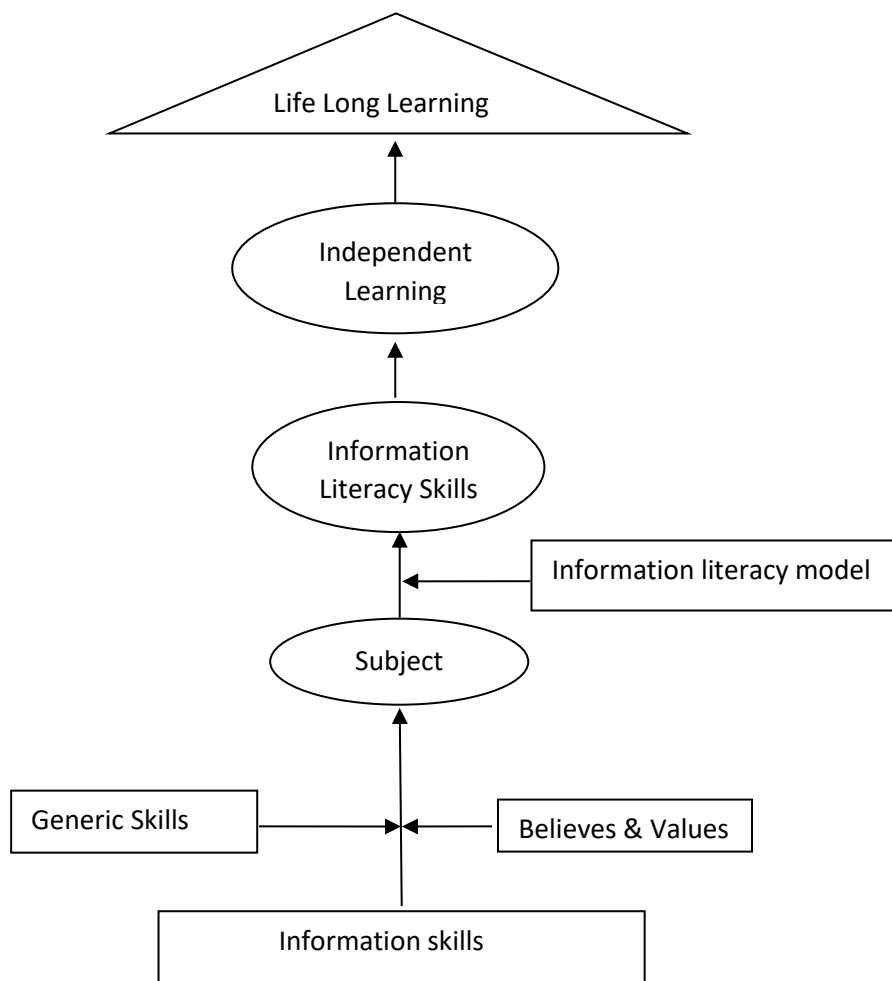 Life Long Learning
Independent
Learning
Information
Literacy Skills
Information literacy model
Subject
Generic Skills
Believes & Values
Information skills